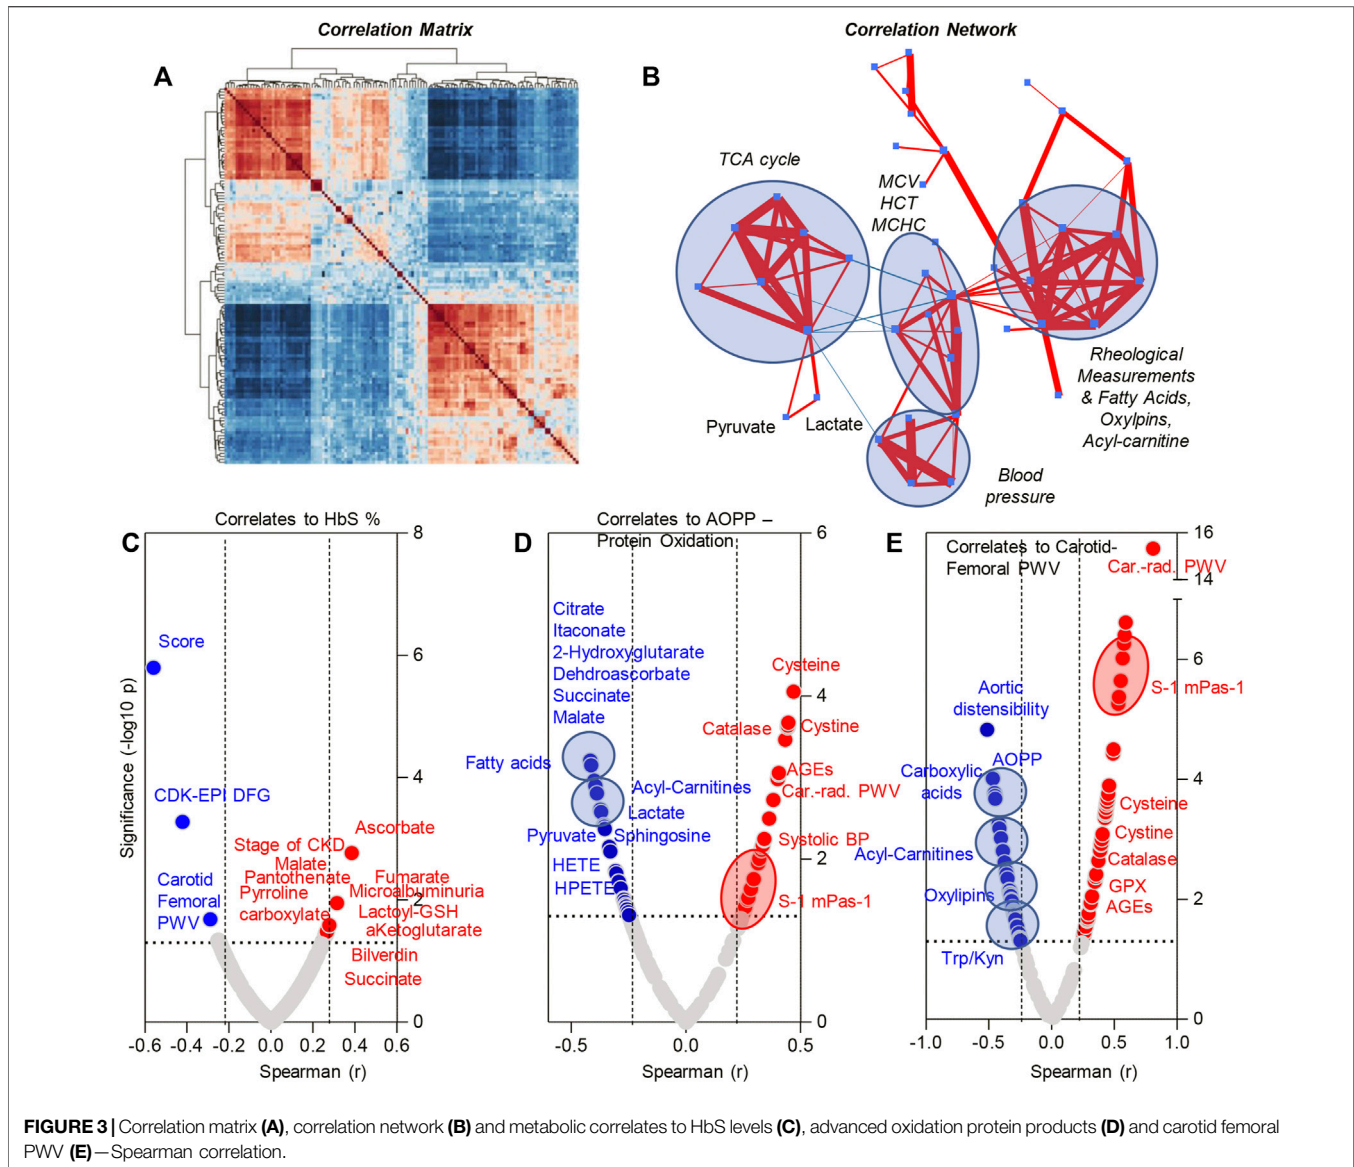 Correlation Matrix
Correlation Network
A
B
TCA cycle
MCV
HCT
MCHC
Pyruvate
Lactate
Rheological
Measurements
& Fatty Acids,
Oxylpins,
Acyl-carnitine
Blood
pressure
C
Correlates to HbS %
8
6
4
2
0
Significance (-log10 p)
Score
CDK-EPI DFG
Carotid
Femoral
PWV
Ascorbate
Stage of CKD
Malate
Pantothenate
Pyrroline
carboxylate
Fumarate
Microalbuminuria
Lactoyl-GSH
aKetoglutarate
Bilverdin
Succinate
-0.6 -0.4 -0.2 0.0 0.2 0.4 0.6
Spearman (r)
D
Correlates to AOPP –
Protein Oxidation
6
4
2
0
Citrate
Itaconate
2-Hydroxyglutarate
Dehdroascorbate
Succinate
Malate
Fatty acids
Acyl-Carnitines
Lactate
Pyruvate
Sphingosine
HETE
HPETE
Cysteine
Catalase
Cystine
AGEs
Car.-rad. PWV
Systolic BP
S-1 mPas-1
-0.5 0.0 0.5
Spearman (r)
E
Correlates to Carotid-
Femoral PWV
16
14
6
4
2
0
Car.-rad. PWV
S-1 mPas-1
Aortic
distensibility
AOPP
Carboxylic
acids
Acyl-Carnitines
Oxylipins
Trp/Kyn
Cysteine
Cystine
Catalase
GPX
AGEs
-1.0 -0.5 0.0 0.5 1.0
Spearman (r)
FIGURE 3 | Correlation matrix (A), correlation network (B) and metabolic correlates to HbS levels (C), advanced oxidation protein products (D) and carotid femoral
PWV (E)—Spearman correlation.